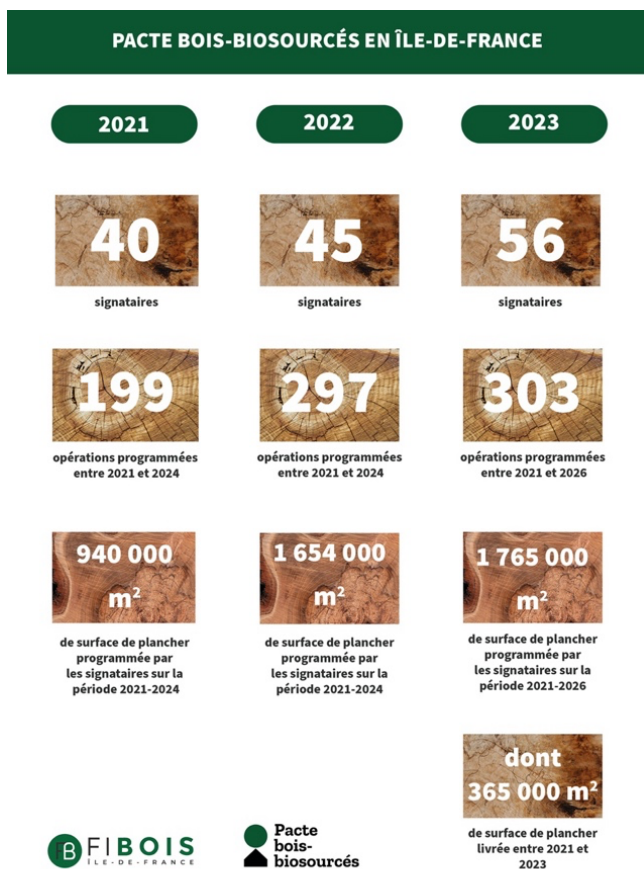 PACTE BOIS-BIOSOURCÉS EN ÎLE-DE-FRANCE
2021
2022
2023
40
45
56
signataires
signataires
signataires
199
297
303
opérations programmées
entre 2021 et 2024
opérations programmées
entre 2021 et 2024
opérations programmées
entre 2021 et 2026
940 000
m²
1 654 000
m²
1 765 000
m²
de surface de plancher
programmée par
les signataires sur la
période 2021-2024
de surface de plancher
programmée par
les signataires sur la
période 2021-2024
de surface de plancher
programmée par
les signataires sur la
période 2021-2026
dont
365 000 m²
de surface de plancher
livrée entre 2021 et
2023
FIBOIS
ÎLE-DE-FRANCE
Pacte
bois-
biosourcés